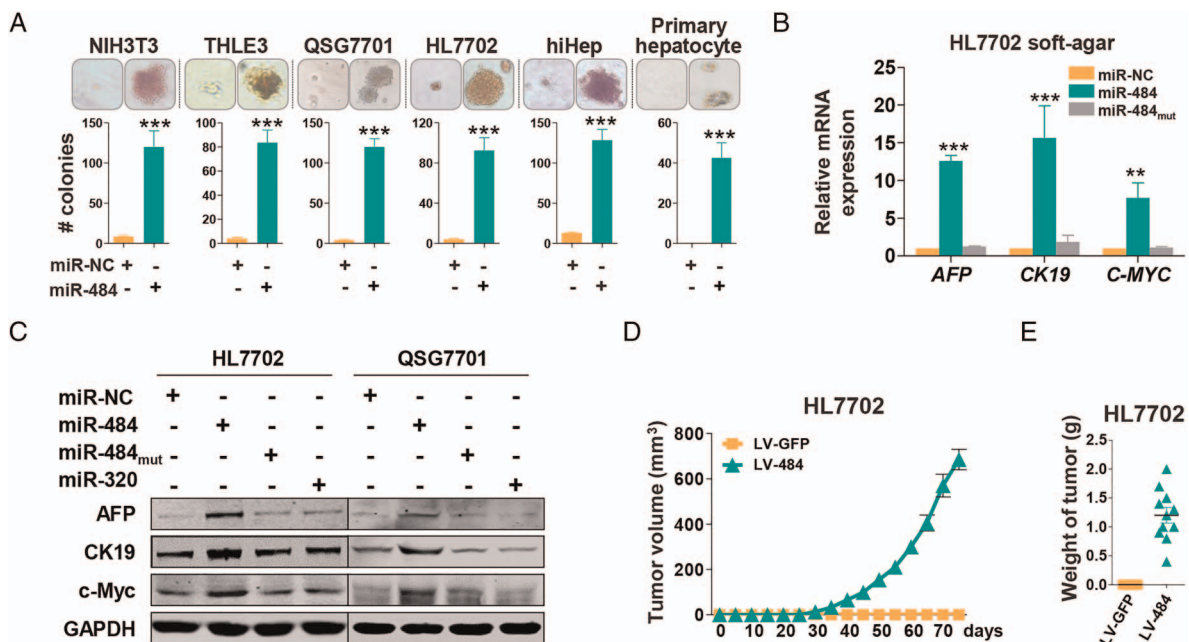 A
NIH3T3 THLE3 QSG7701 HL7702 hiHep Primary hepatocyte
*** *** *** *** *** ***
# colonies
150 100 50 0
100 80 60 40 20 0
150 100 50 0
150 100 50 0
150 100 50 0
60 40 20 0
miR-NC + - + - + - + - + - + -
miR-484 - + - + - + - + - + - +
B
HL7702 soft-agar
Relative mRNA expression
25 20 15 10 5 0
miR-NC
miR-484
miR-484mut
*** *** **
AFP CK19 C-MYC
C
HL7702 QSG7701
miR-NC + - - - + - - -
miR-484 - + - - - + - -
miR-484mut - - + - - - + -
miR-320 - - - + - - - +
AFP
CK19
c-Myc
GAPDH
D
HL7702
Tumor volume (mm³)
800 600 400 200 0
LV-GFP
LV-484
0 10 20 30 40 50 60 70 days
E
HL7702
Weight of tumor (g)
2.5 2.0 1.5 1.0 0.5 0.0
LV-GFP LV-484